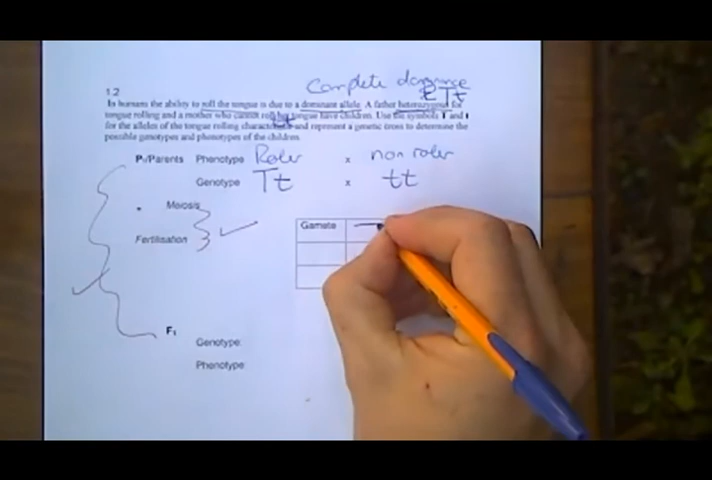 complete dominance
1.2
Tt
In humans the ability to roll the tongue is due to a dominant allele. A father heterozygous for
tongue rolling and a mother who cannot roll her tongue have children. Use the symbols T and t
for the alleles of the tongue rolling characteristic and represent a genetic cross to determine the
possible genotypes and phenotypes of the children.
P₁/Parents Phenotype Roller x non roller
Genotype Tt x tt
Meiosis
Fertilisation
Gamete
F₁
Genotype:
Phenotype: